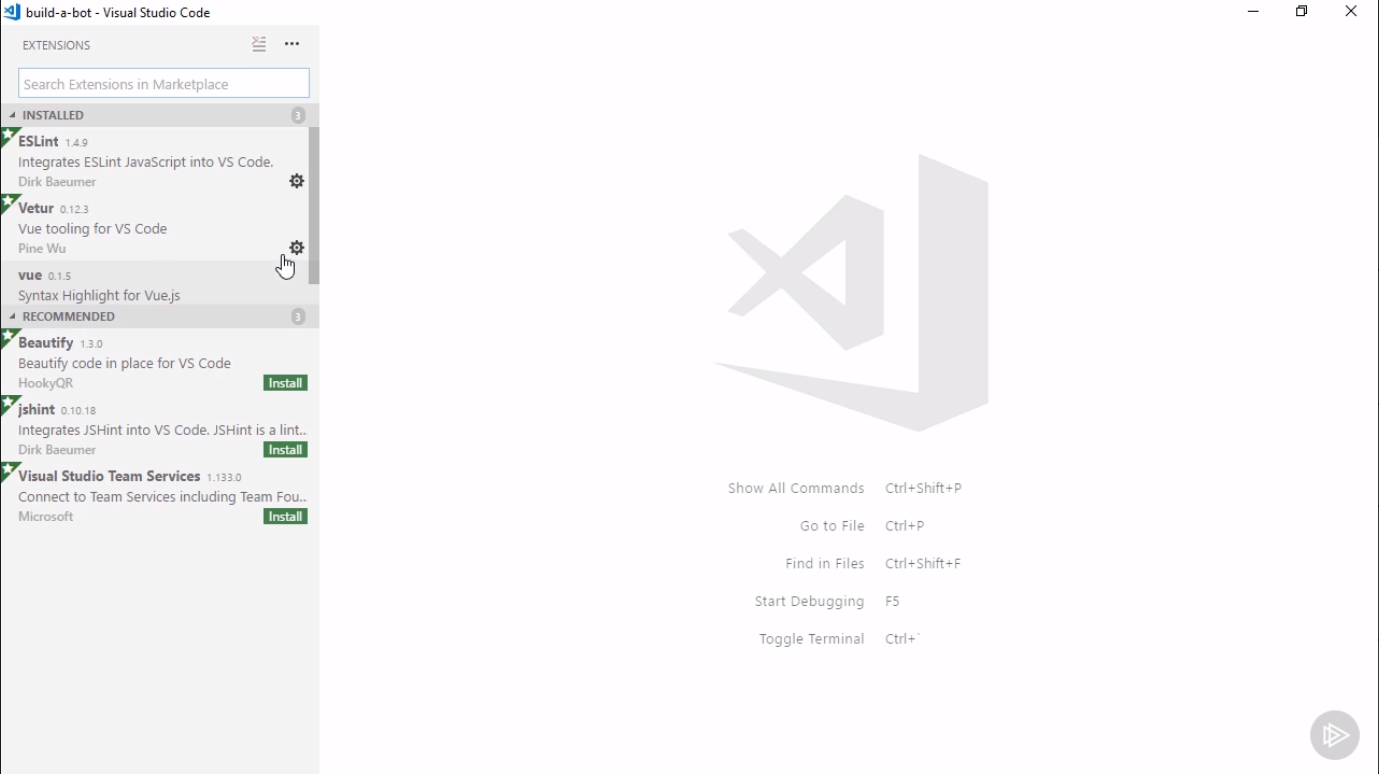 build-a-bot - Visual Studio Code
EXTENSIONS
Search Extensions in Marketplace
INSTALLED 3
ESLint 1.4.9
Integrates ESLint JavaScript into VS Code.
Dirk Baeumer
Vetur 0.12.3
Vue tooling for VS Code
Pine Wu
vue 0.1.5
Syntax Highlight for Vue.js
RECOMMENDED 3
Beautify 1.3.0
Beautify code in place for VS Code
HookyQR Install
jshint 0.10.18
Integrates JSHint into VS Code. JSHint is a lint..
Dirk Baeumer Install
Visual Studio Team Services 1.133.0
Connect to Team Services including Team Fou..
Microsoft Install
Show All Commands Ctrl+Shift+P
Go to File Ctrl+P
Find in Files Ctrl+Shift+F
Start Debugging F5
Toggle Terminal Ctrl+`